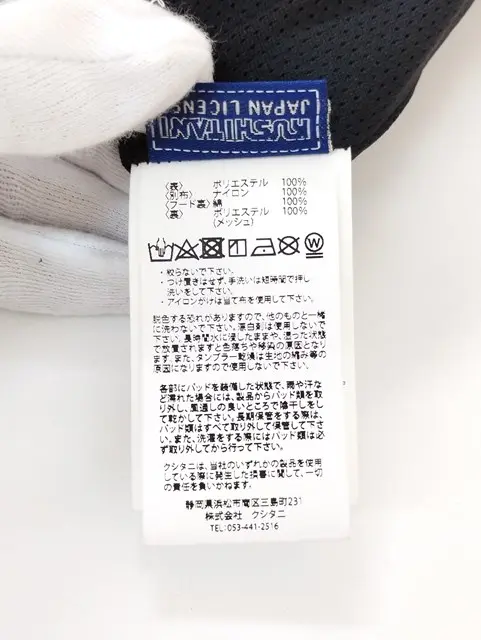 KUSHITANI
JAPAN LICENS
〈表〉 ポリエステル 100%
〈別布〉 ナイロン 100%
〈フード裏〉 綿 100%
〈裏〉 ポリエステル 100%
(メッシュ)
W
・絞らないで下さい。
・つけ置きはせず、手洗いは短時間で押し
洗いをして下さい。
・アイロンがけは当て布を使用して下さい。
脱色する恐れがありますので、他のものと一緒
に洗わないで下さい。漂白剤は使用しないで
下さい。長時間水に浸したままや、湿った状態
で放置されますと色落ちや移染の原因となり
ます。また、タンブラー乾燥は生地の縮み等の
原因になりますので使用しないで下さい。
各部にパッドを装備した状態で、雨や汗な
ど濡れた場合には、製品からパッド類を取
り外し、風通しの良いところで陰干しをし
て乾かして下さい。長期保管をする際は、
パッド類はすべて取り外して保管して下さ
い。また、洗濯をする際にはパッド類は必
ず取り外してから行って下さい。
クシタニは、当社のいずれかの製品を使用
している際に発生した損害に関して、一切
の責任を負いかねます。
静岡県浜松市南区三島町231
株式会社 クシタニ
TEL:053-441-2516